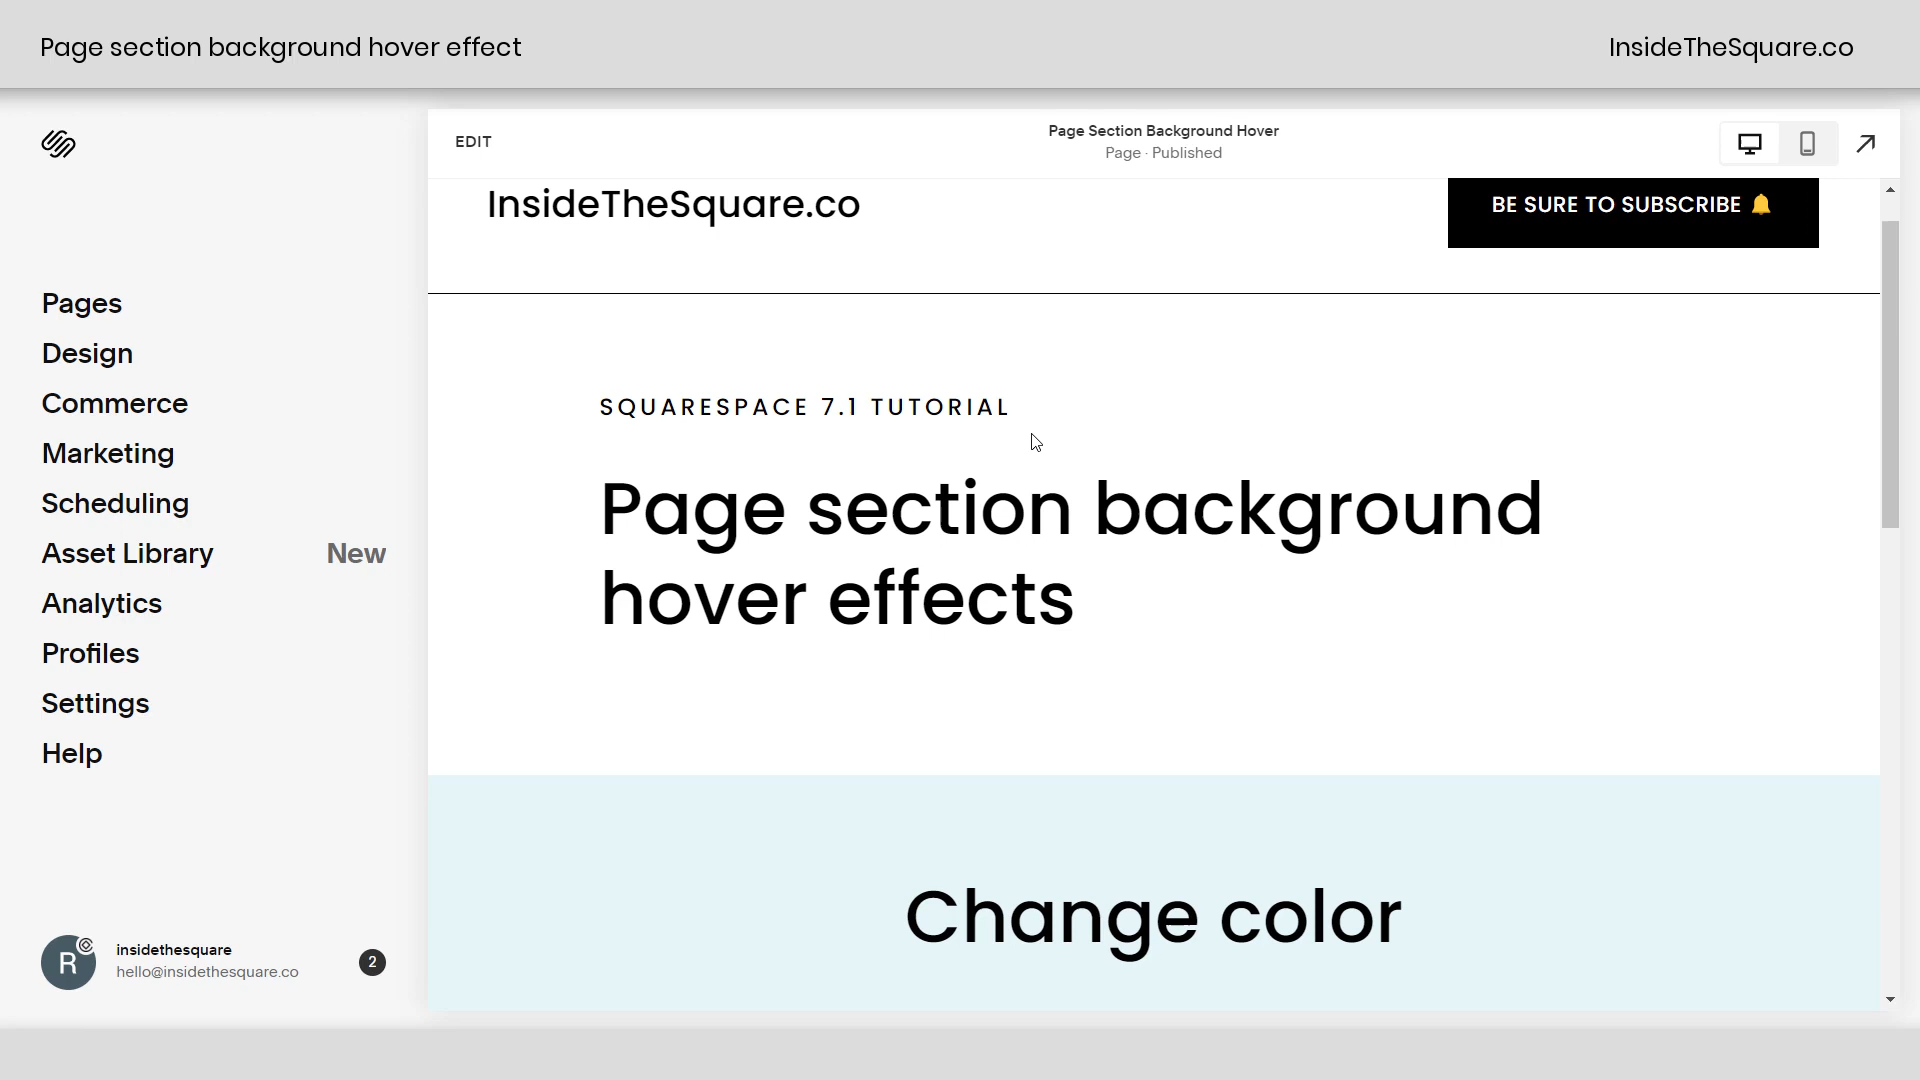 Page section background hover effect
InsideTheSquare.co
EDIT
Page Section Background Hover
Page · Published
InsideTheSquare.co
BE SURE TO SUBSCRIBE 🔔
Pages
Design
Commerce
Marketing
Scheduling
Asset Library New
Analytics
Profiles
Settings
Help
SQUARESPACE 7.1 TUTORIAL
Page section background
hover effects
Change color
R
insidethesquare
hello@insidethesquare.co
2